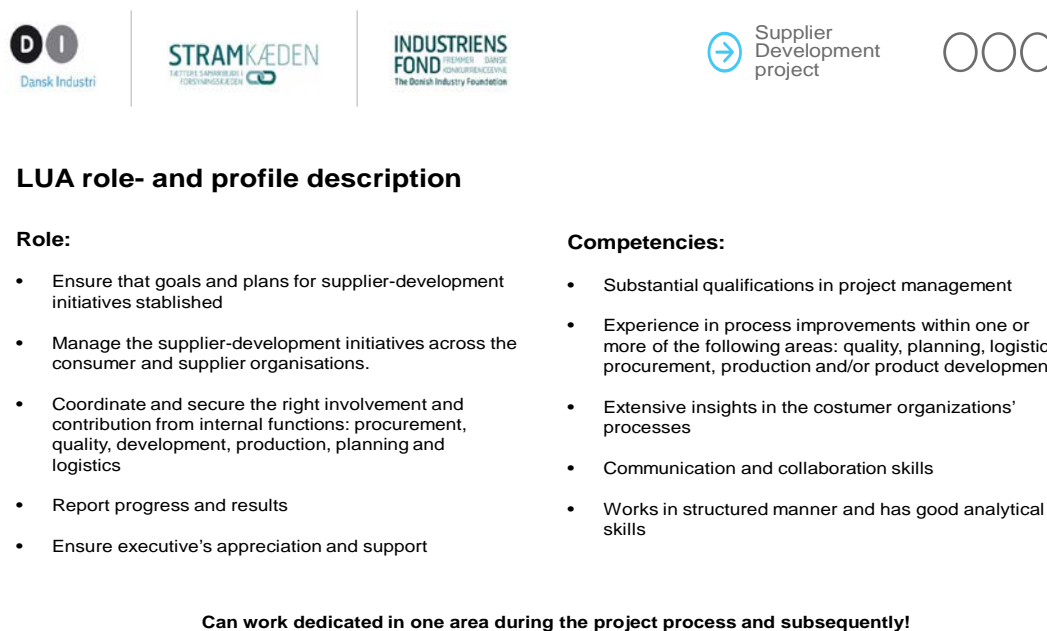 D I
Dansk Industri
STRAMKÆDEN
TÆTTERE SAMARBEJDE I
FORSYNINGSKÆDEN
INDUSTRIENS
FOND FREMMER DANSK
KONKURRENCEEVNE
The Danish Industry Foundation
Supplier
Development
project
LUA role- and profile description
Role:
• Ensure that goals and plans for supplier-development
initiatives stablished
• Manage the supplier-development initiatives across the
consumer and supplier organisations.
• Coordinate and secure the right involvement and
contribution from internal functions: procurement,
quality, development, production, planning and
logistics
• Report progress and results
• Ensure executive’s appreciation and support
Competencies:
• Substantial qualifications in project management
• Experience in process improvements within one or
more of the following areas: quality, planning, logistic
procurement, production and/or product developmen
• Extensive insights in the costumer organizations’
processes
• Communication and collaboration skills
• Works in structured manner and has good analytical
skills
Can work dedicated in one area during the project process and subsequently!